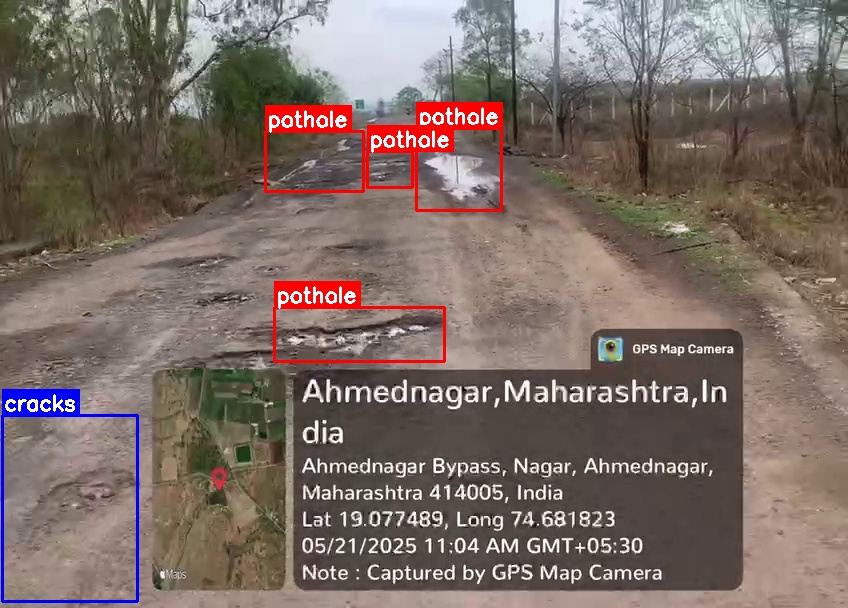 pothole
pothole
pothole
pothole
cracks
GPS Map Camera
Ahmednagar,Maharashtra,In
dia
Ahmednagar Bypass, Nagar, Ahmednagar,
Maharashtra 414005, India
Lat 19.077489, Long 74.681823
05/21/2025 11:04 AM GMT+05:30
Note : Captured by GPS Map Camera
Maps